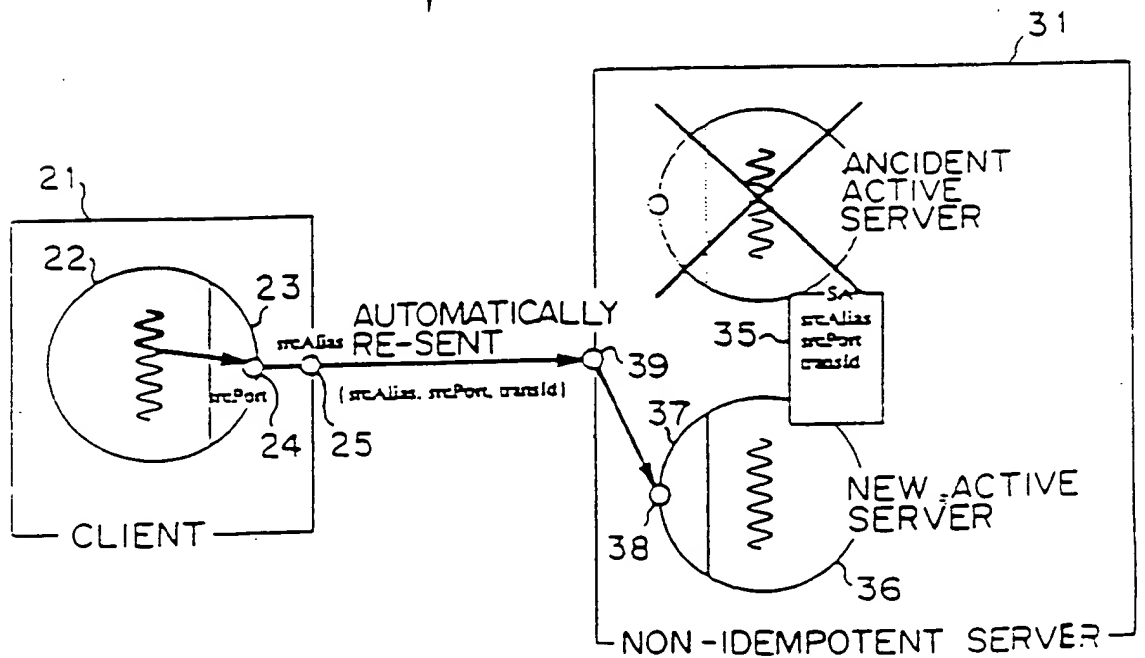 31
ANCIDENT
ACTIVE
SERVER
21
22
23
srcAlias
AUTOMATICALLY
RE-SENT
srcPort
(srcAlias, srcPort, transId)
24
25
39
SA
35
srcAlias
srcPort
transId
37
38
NEW ACTIVE
SERVER
36
CLIENT
NON-IDEMPOTENT SERVER